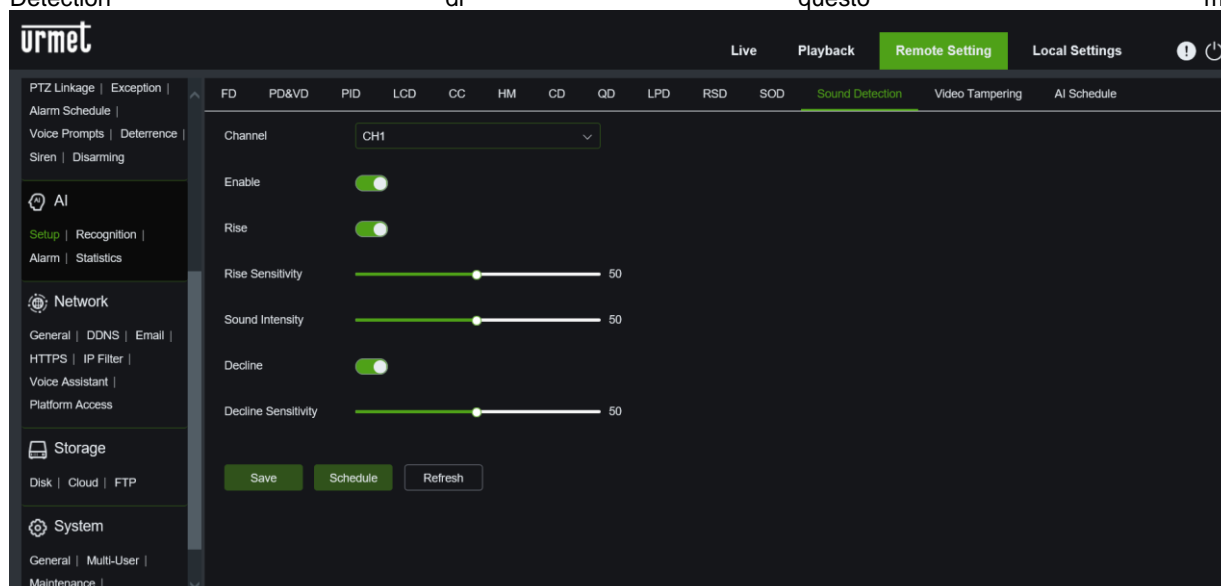 Detection di questo
urmet
Live Playback Remote Setting Local Settings
PTZ Linkage | Exception |
Alarm Schedule |
Voice Prompts | Deterrence |
Siren | Disarming
AI
Setup | Recognition |
Alarm | Statistics
Network
General | DDNS | Email |
HTTPS | IP Filter |
Voice Assistant |
Platform Access
Storage
Disk | Cloud | FTP
System
General | Multi-User |
Maintenance |
FD PD&VD PID LCD CC HM CD QD LPD RSD SOD Sound Detection Video Tampering AI Schedule
Channel CH1
Enable
Rise
Rise Sensitivity 50
Sound Intensity 50
Decline
Decline Sensitivity 50
Save Schedule Refresh